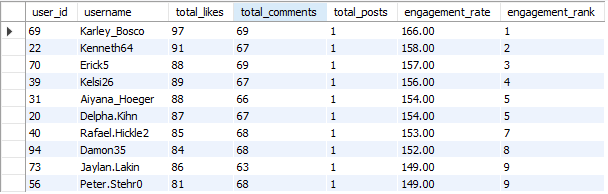 user_id username total_likes total_comments total_posts engagement_rate engagement_rank
69 Karley_Bosco 97 69 1 166.00 1
22 Kenneth64 91 67 1 158.00 2
70 Erick5 88 69 1 157.00 3
39 Kelsi26 89 67 1 156.00 4
31 Aiyana_Hoeger 88 66 1 154.00 5
20 Delpha.Kihn 87 67 1 154.00 5
40 Rafael.Hickle2 85 68 1 153.00 7
94 Damon35 84 68 1 152.00 8
73 Jaylan.Lakin 86 63 1 149.00 9
56 Peter.Stehr0 81 68 1 149.00 9